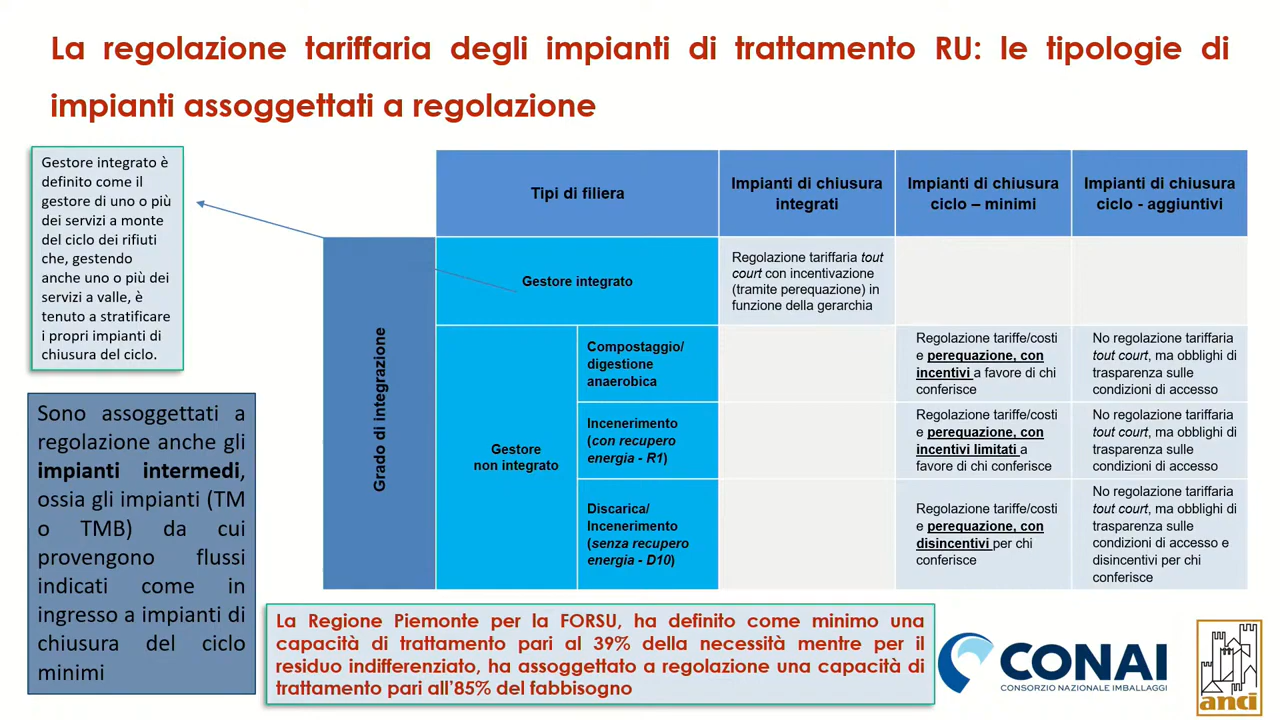 La regolazione tariffaria degli impianti di trattamento RU: le tipologie di
impianti assoggettati a regolazione
Gestore integrato è
definito come il
gestore di uno o più
dei servizi a monte
del ciclo dei rifiuti
che, gestendo
anche uno o più dei
servizi a valle, è
tenuto a stratificare
i propri impianti di
chiusura del ciclo.
Sono assoggettati a
regolazione anche gli
impianti intermedi,
ossia gli impianti (TM
o TMB) da cui
provengono flussi
indicati come in
ingresso a impianti di
chiusura del ciclo
minimi
Tipi di filiera
Impianti di chiusura
integrati
Impianti di chiusura
ciclo – minimi
Impianti di chiusura
ciclo - aggiuntivi
Grado di integrazione
Gestore integrato
Regolazione tariffaria tout
court con incentivazione
(tramite perequazione) in
funzione della gerarchia
Gestore
non integrato
Compostaggio/
digestione
anaerobica
Regolazione tariffe/costi
e perequazione, con
incentivi a favore di chi
conferisce
No regolazione tariffaria
tout court, ma obblighi di
trasparenza sulle
condizioni di accesso
Incenerimento
(con recupero
energia - R1)
Regolazione tariffe/costi
e perequazione, con
incentivi limitati a
favore di chi conferisce
No regolazione tariffaria
tout court, ma obblighi di
trasparenza sulle
condizioni di accesso
Discarica/
Incenerimento
(senza recupero
energia - D10)
Regolazione tariffe/costi
e perequazione, con
disincentivi per chi
conferisce
No regolazione tariffaria
tout court, ma obblighi di
trasparenza sulle
condizioni di accesso e
disincentivi per chi
conferisce
La Regione Piemonte per la FORSU, ha definito come minimo una
capacità di trattamento pari al 39% della necessità mentre per il
residuo indifferenziato, ha assoggettato a regolazione una capacità di
trattamento pari all'85% del fabbisogno
CONAI
CONSORZIO NAZIONALE IMBALLAGGI
anci